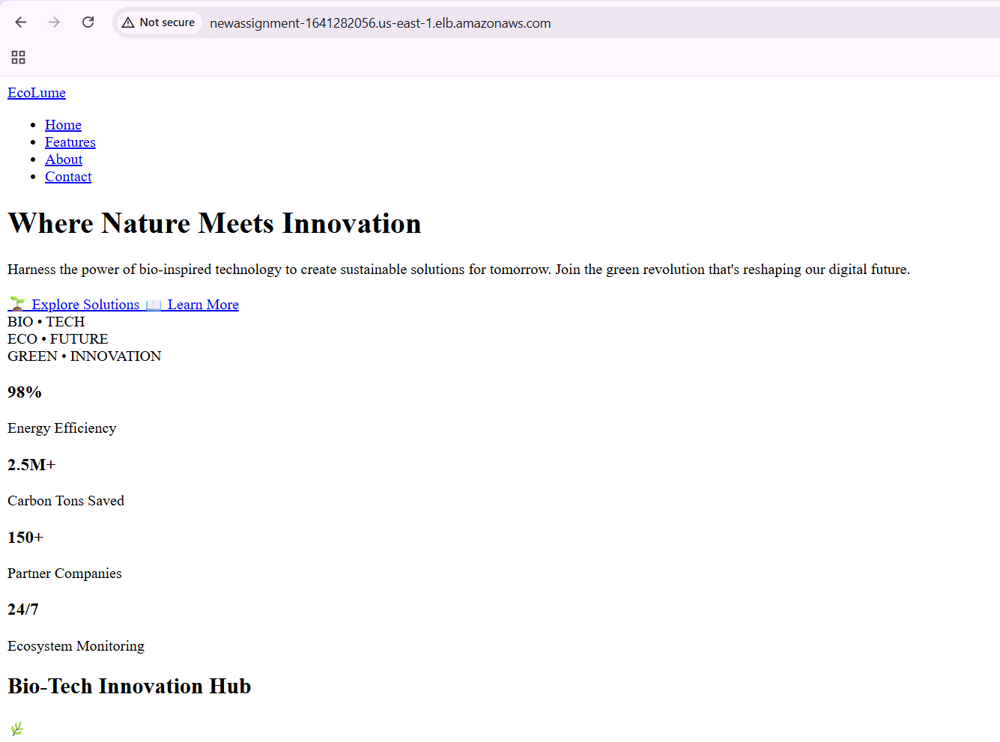 Not secure newassignment-1641282056.us-east-1.elb.amazonaws.com
EcoLume
• Home
• Features
• About
• Contact
Where Nature Meets Innovation
Harness the power of bio-inspired technology to create sustainable solutions for tomorrow. Join the green revolution that's reshaping our digital future.
🌱 Explore Solutions 📖 Learn More
BIO • TECH
ECO • FUTURE
GREEN • INNOVATION
98%
Energy Efficiency
2.5M+
Carbon Tons Saved
150+
Partner Companies
24/7
Ecosystem Monitoring
Bio-Tech Innovation Hub
🌿